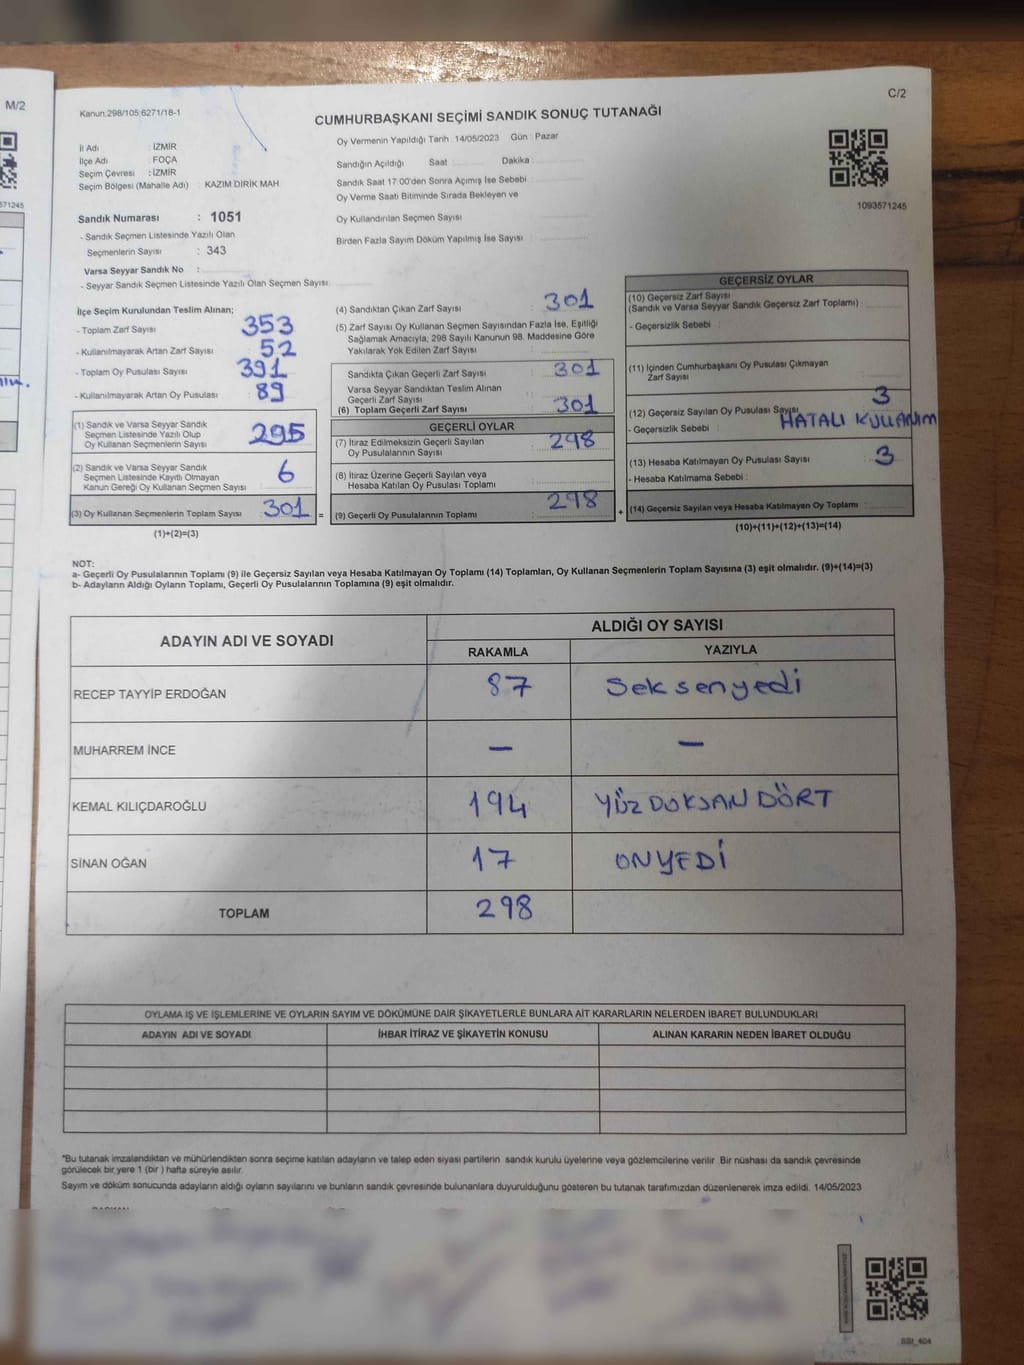 M/2
571245
C/2
Kanun:298/105;6271/18-1
CUMHURBAŞKANI SEÇİMİ SANDIK SONUÇ TUTANAĞI
Oy Vermenin Yapıldığı Tarih 14/05/2023 Gün : Pazar
İl Adı : İZMİR
İlçe Adı : FOÇA
Seçim Çevresi : İZMİR
Seçim Bölgesi (Mahalle Adı) : KAZIM DİRİK MAH
Sandığın Açıldığı Saat Dakika :
Sandık Saat 17:00'den Sonra Açımış İse Sebebi
Oy Verme Saati Bitiminde Sırada Bekleyen ve
Oy Kullandırılan Seçmen Sayısı
Birden Fazla Sayım Döküm Yapılmış İse Sayısı
1093571245
Sandık Numarası : 1051
- Sandık Seçmen Listesinde Yazılı Olan
Seçmenlerin Sayısı : 343
Varsa Seyyar Sandık No :
- Seyyar Sandık Seçmen Listesinde Yazılı Olan Seçmen Sayısı:
İlçe Seçim Kurulundan Teslim Alınan;
- Toplam Zarf Sayısı 353
- Kullanılmayarak Artan Zarf Sayısı 52
- Toplam Oy Pusulası Sayısı 391
- Kullanılmayarak Artan Oy Pusulası 89
(1) Sandık ve Varsa Seyyar Sandık
Seçmen Listesinde Yazılı Olup
Oy Kullanan Seçmenlerin Sayısı 295
(2) Sandık ve Varsa Seyyar Sandık
Seçmen Listesinde Kayıtlı Olmayan
Kanun Gereği Oy Kullanan Seçmen Sayısı : 6
(3) Oy Kullanan Seçmenlerin Toplam Sayısı : 301 =
(1)+(2)=(3)
(4) Sandıktan Çıkan Zarf Sayısı : 301
(5) Zarf Sayısı Oy Kullanan Seçmen Sayısından Fazla İse, Eşitliği
Sağlamak Amacıyla, 298 Sayılı Kanunun 98. Maddesine Göre
Yakılarak Yok Edilen Zarf Sayısı :
Sandıkta Çıkan Geçerli Zarf Sayısı : 301
Varsa Seyyar Sandıktan Teslim Alınan
Geçerli Zarf Sayısı :
(6) Toplam Geçerli Zarf Sayısı : 301
GEÇERLİ OYLAR
(7) İtiraz Edilmeksizin Geçerli Sayılan
Oy Pusulasının Sayısı : 298
(8) İtiraz Üzerine Geçerli Sayılan veya
Hesaba Katılan Oy Pusulası Toplamı :
(9) Geçerli Oy Pusulalarının Toplamı : 298 +
GEÇERSİZ OYLAR
(10) Geçersiz Zarf Sayısı
(Sandık ve Varsa Seyyar Sandık Geçersiz Zarf Toplamı) :
- Geçersizlik Sebebi :
(11) İçinden Cumhurbaşkanı Oy Pusulası Çıkmayan
Zarf Sayısı :
(12) Geçersiz Sayılan Oy Pusulası Sayısı 3
- Geçersizlik Sebebi : HATALI KULLANIM
(13) Hesaba Katılmayan Oy Pusulası Sayısı : 3
- Hesaba Katılmama Sebebi :
(14) Geçersiz Sayılan veya Hesaba Katılmayan Oy Toplamı :
(10)+(11)+(12)+(13)=(14)
NOT:
a- Geçerli Oy Pusulalarının Toplamı (9) ile Geçersiz Sayılan veya Hesaba Katılmayan Oy Toplamı (14) Toplamları, Oy Kullanan Seçmenlerin Toplam Sayısına (3) eşit olmalıdır. (9)+(14)=(3)
b- Adayların Aldığı Oyların Toplamı, Geçerli Oy Pusulalarının Toplamına (9) eşit olmalıdır.
ADAYIN ADI VE SOYADI
ALDIĞI OY SAYISI
RAKAMLA YAZIYLA
RECEP TAYYİP ERDOĞAN 87 Seksenyedi
MUHARREM İNCE — —
KEMAL KILIÇDAROĞLU 194 YÜZ DOKSAN DÖRT
SİNAN OĞAN 17 ONYEDİ
TOPLAM 298
OYLAMA İŞ VE İŞLEMLERİNE VE OYLARIN SAYIM VE DÖKÜMÜNE DAİR ŞİKAYETLERLE BUNLARA AİT KARARLARIN NELERDEN İBARET BULUNDUKLARI
ADAYIN ADI VE SOYADI İHBAR İTİRAZ VE ŞİKAYETİN KONUSU ALINAN KARARIN NEDEN İBARET OLDUĞU
*Bu tutanak imzalandıktan ve mühürlendikten sonra seçime katılan adayların ve talep eden siyasi partilerin sandık kurulu üyelerine veya gözlemcilerine verilir. Bir nüshası da sandık çevresinde
görülecek bir yere 1 (bir ) hafta süreyle asılır.
Sayım ve döküm sonucunda adayların aldığı oyların sayılarını ve bunların sandık çevresinde bulunanlara duyurulduğunu gösteren bu tutanak tarafımızdan düzenlenerek imza edildi. 14/05/2023